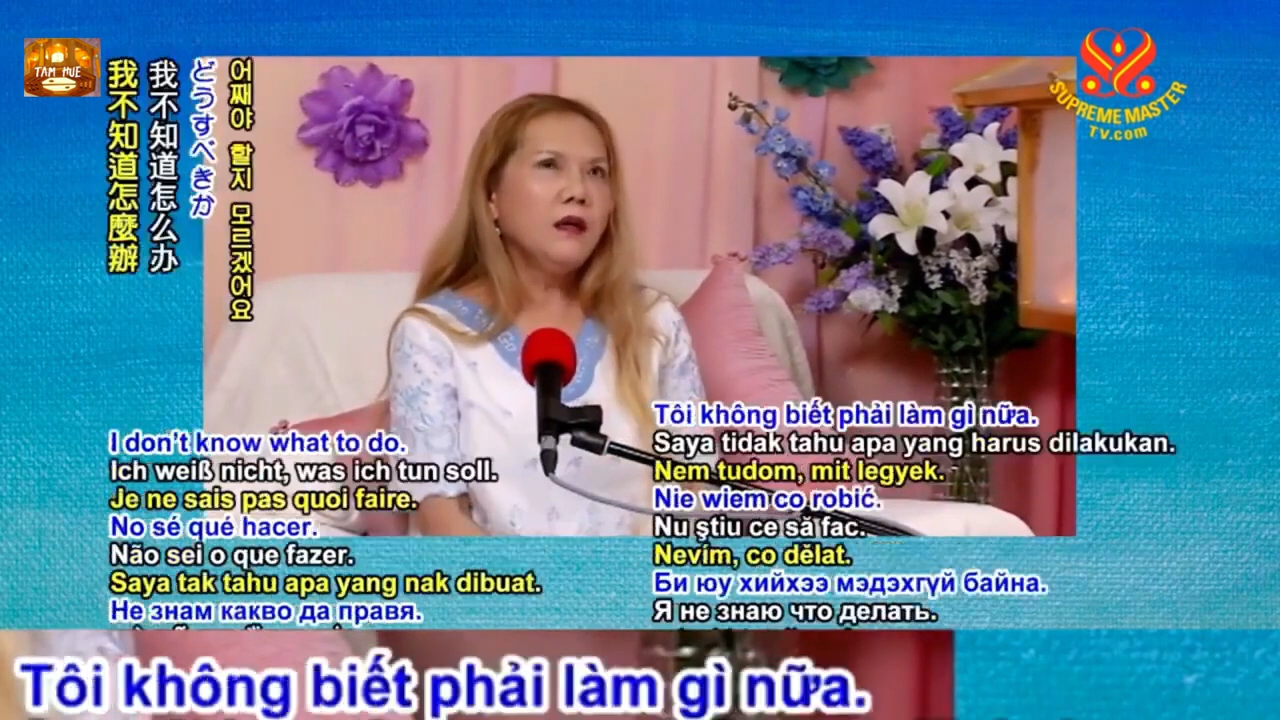 TAM HUE
SUPREME MASTER
TV.com
어째야 할지 모르겠어요
どうすべきか
我不知道怎么办
我不知道怎麼辦
I don't know what to do.
Ich weiß nicht, was ich tun soll.
Je ne sais pas quoi faire.
No sé qué hacer.
Não sei o que fazer.
Saya tak tahu apa yang nak dibuat.
Не знам какво да правя.
Tôi không biết phải làm gì nữa.
Saya tidak tahu apa yang harus dilakukan.
Nem tudom, mit legyek.
Nie wiem co robić.
Nu ştiu ce să fac.
Nevím, co dělat.
Би юу хийхээ мэдэхгүй байна.
Я не знаю что делать.
Tôi không biết phải làm gì nữa.